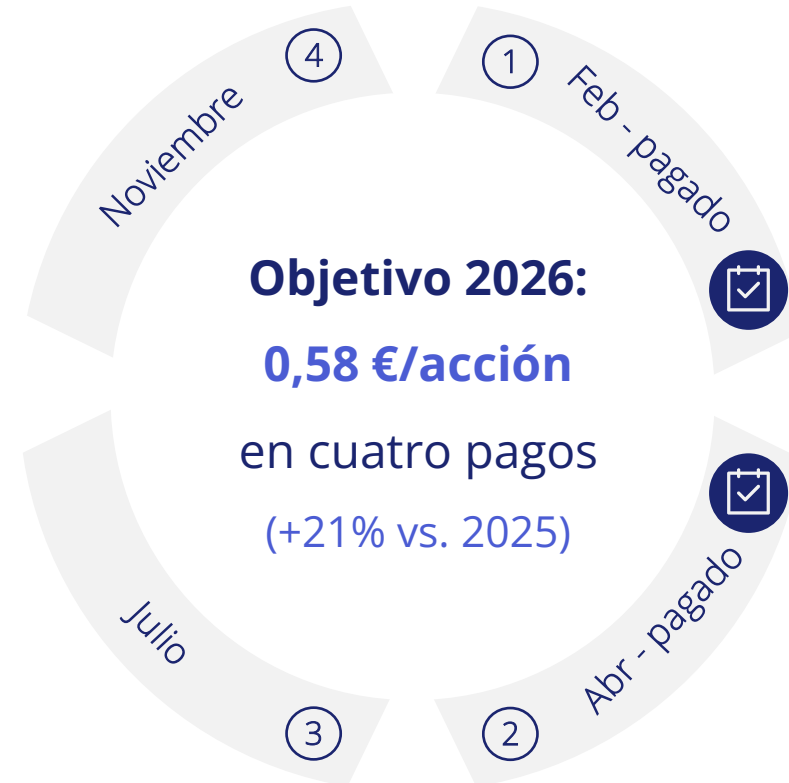 4
1
Feb - pagado
Noviembre
Objetivo 2026:
0,58 €/acción
en cuatro pagos
(+21% vs. 2025)
Abr - pagado
Julio
3
2